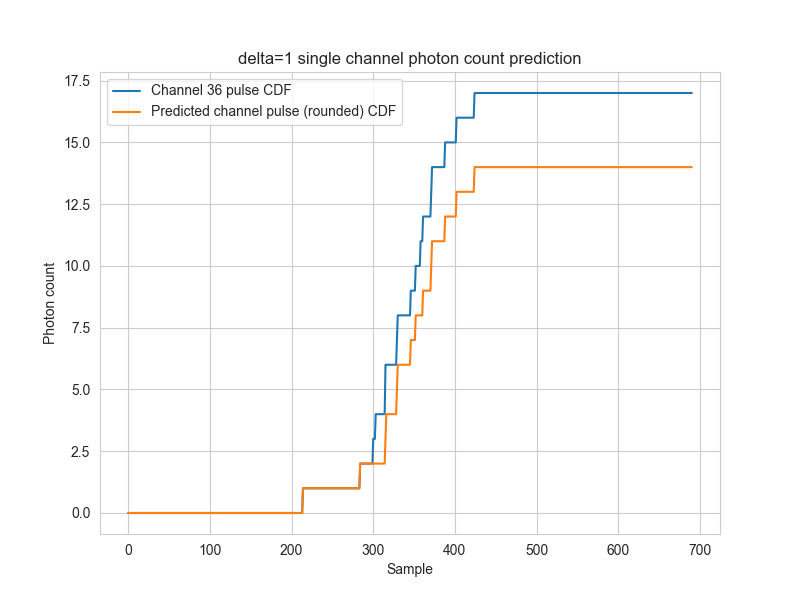 delta=1 single channel photon count prediction
Channel 36 pulse CDF
Predicted channel pulse (rounded) CDF
17.5
15.0
12.5
10.0
7.5
5.0
2.5
0.0
Photon count
0 100 200 300 400 500 600 700
Sample